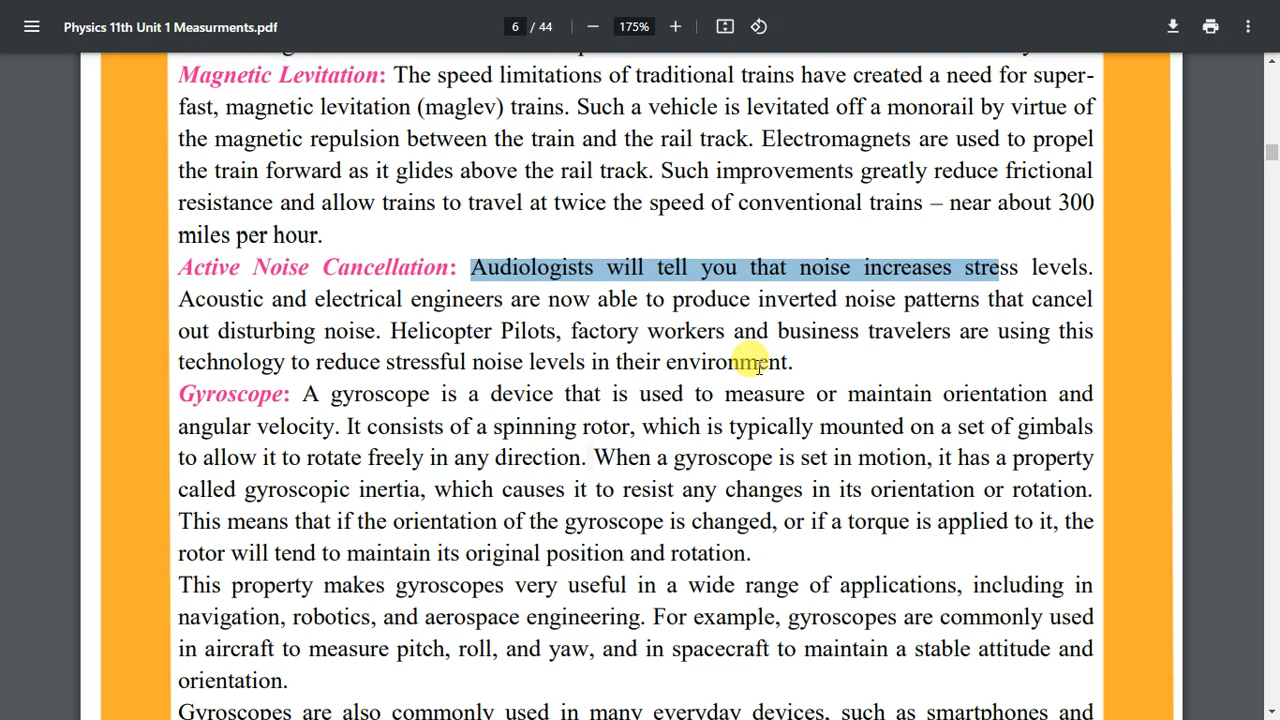 Physics 11th Unit 1 Measurments.pdf
6 / 44
175%
Magnetic Levitation: The speed limitations of traditional trains have created a need for super-
fast, magnetic levitation (maglev) trains. Such a vehicle is levitated off a monorail by virtue of
the magnetic repulsion between the train and the rail track. Electromagnets are used to propel
the train forward as it glides above the rail track. Such improvements greatly reduce frictional
resistance and allow trains to travel at twice the speed of conventional trains – near about 300
miles per hour.
Active Noise Cancellation: Audiologists will tell you that noise increases stress levels.
Acoustic and electrical engineers are now able to produce inverted noise patterns that cancel
out disturbing noise. Helicopter Pilots, factory workers and business travelers are using this
technology to reduce stressful noise levels in their environment.
Gyroscope: A gyroscope is a device that is used to measure or maintain orientation and
angular velocity. It consists of a spinning rotor, which is typically mounted on a set of gimbals
to allow it to rotate freely in any direction. When a gyroscope is set in motion, it has a property
called gyroscopic inertia, which causes it to resist any changes in its orientation or rotation.
This means that if the orientation of the gyroscope is changed, or if a torque is applied to it, the
rotor will tend to maintain its original position and rotation.
This property makes gyroscopes very useful in a wide range of applications, including in
navigation, robotics, and aerospace engineering. For example, gyroscopes are commonly used
in aircraft to measure pitch, roll, and yaw, and in spacecraft to maintain a stable attitude and
orientation.
Gyroscopes are also commonly used in many everyday devices, such as smartphones and